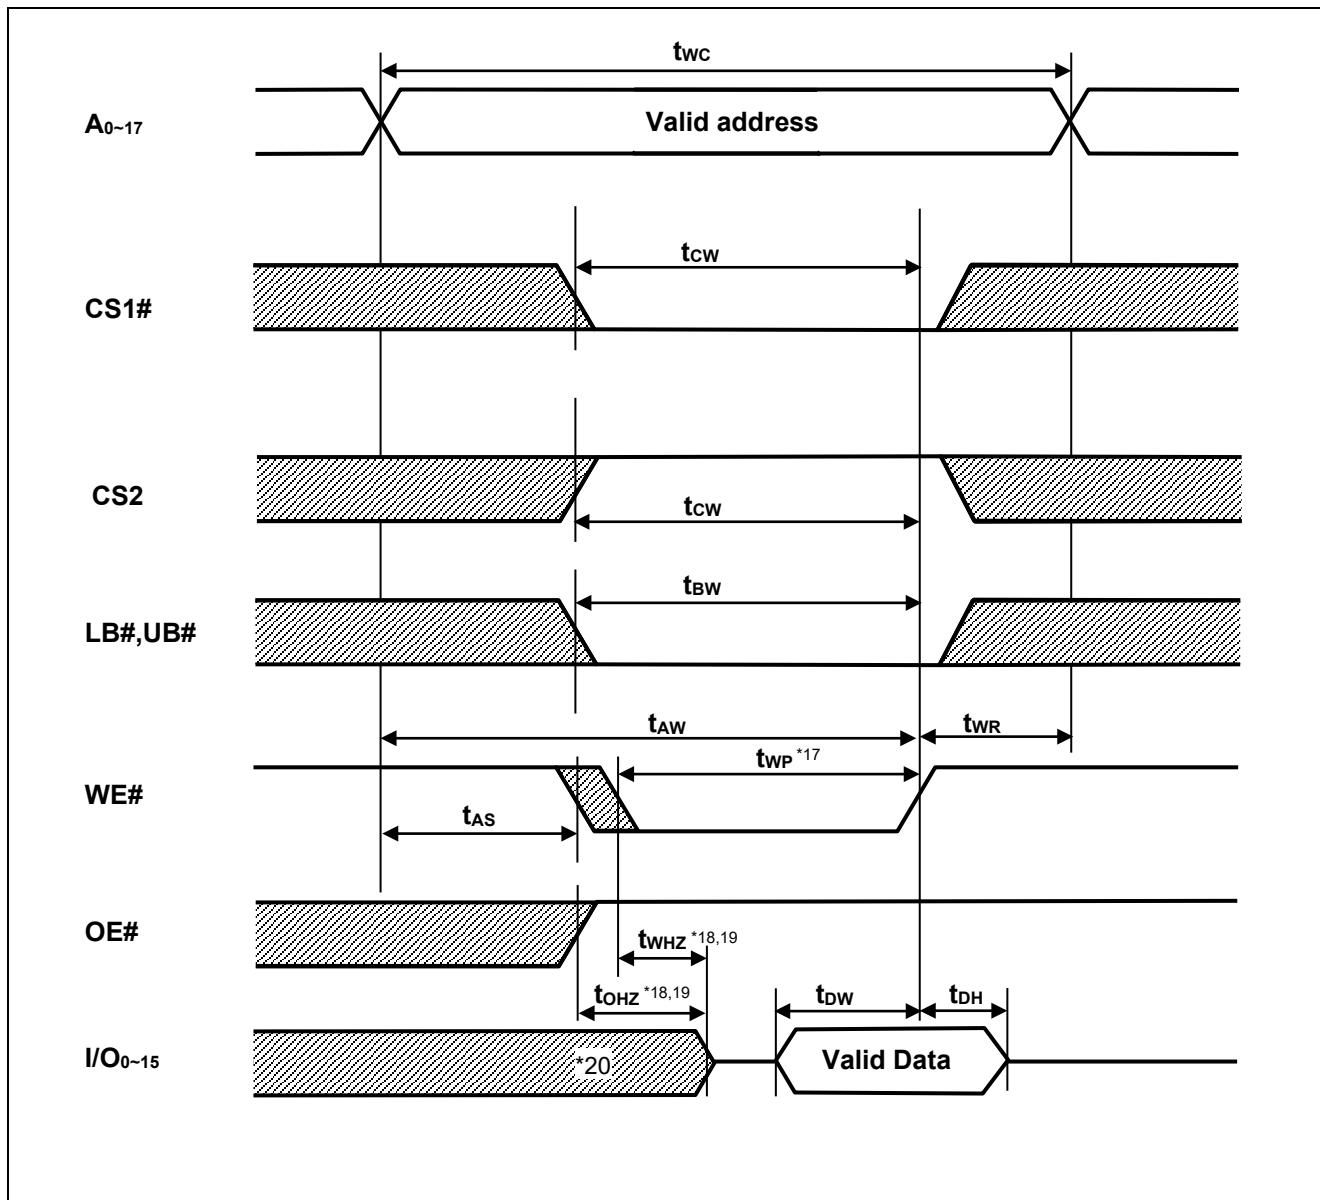 tWC
A0~17
Valid address
tCW
CS1#
CS2
tCW
tBW
LB#,UB#
tAW
tWR
tWP *17
WE#
tAS
OE#
tWHZ *18,19
tOHZ *18,19
tDW
tDH
I/O0~15
*20
Valid Data